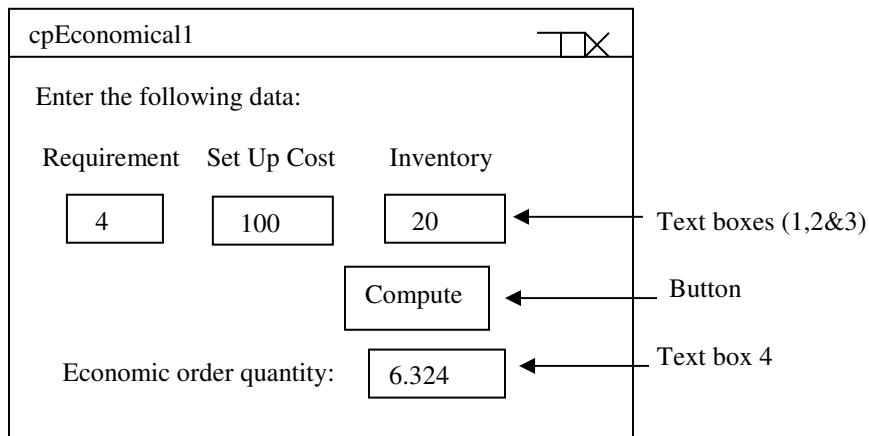 cpEconomical1
Enter the following data:
Requirement Set Up Cost Inventory
4 100 20 Text boxes (1,2&3)
Compute Button
Economic order quantity: 6.324 Text box 4